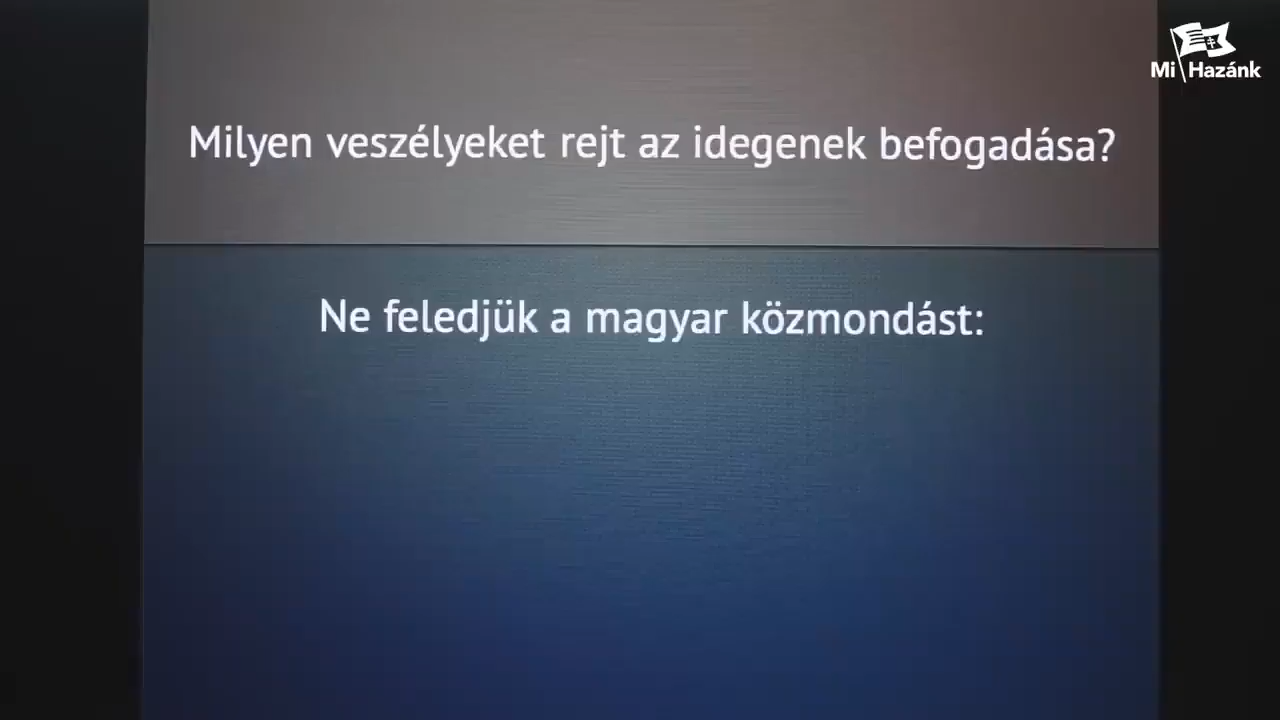 Mi Hazánk
Milyen veszélyeket rejt az idegenek befogadása?
Ne feledjük a magyar közmondást: